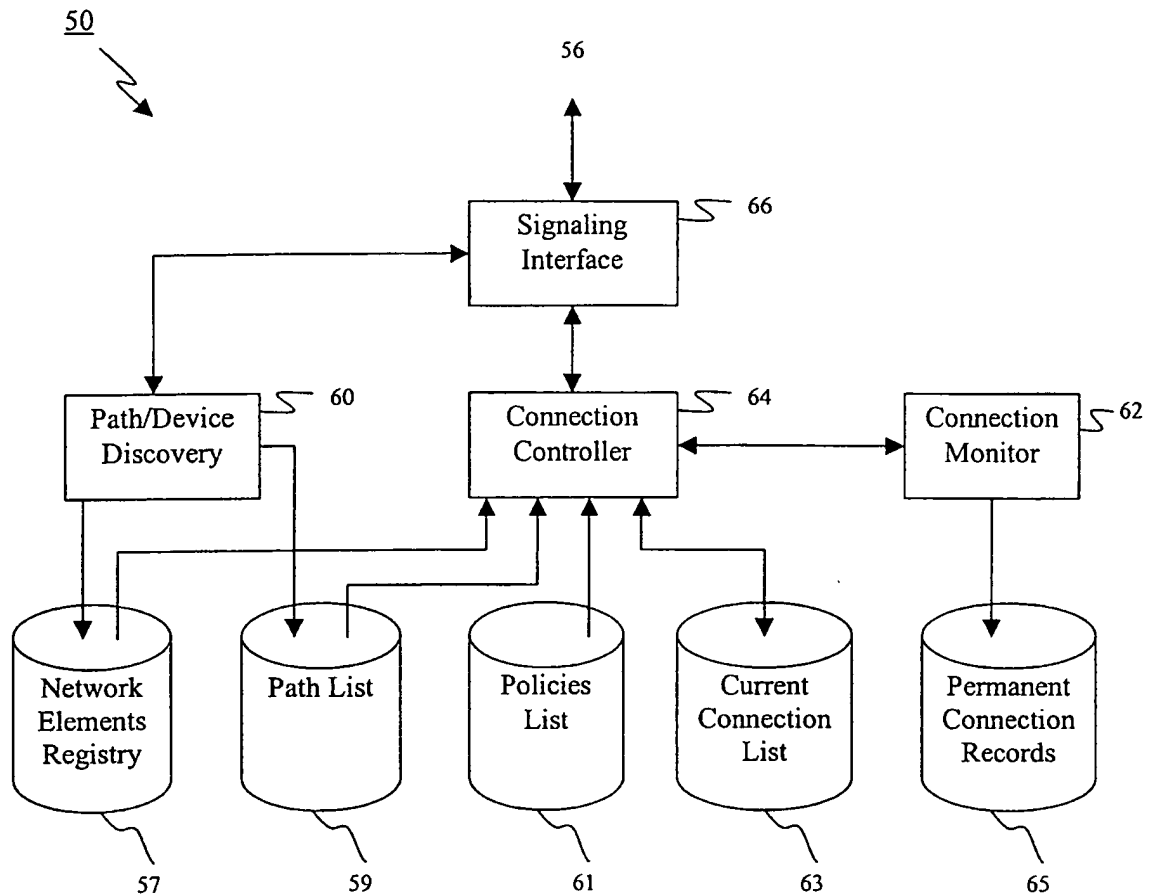 50
56
Signaling
Interface
66
Path/Device
Discovery
60
Connection
Controller
64
Connection
Monitor
62
Network
Elements
Registry
Path List
Policies
List
Current
Connection
List
Permanent
Connection
Records
57
59
61
63
65